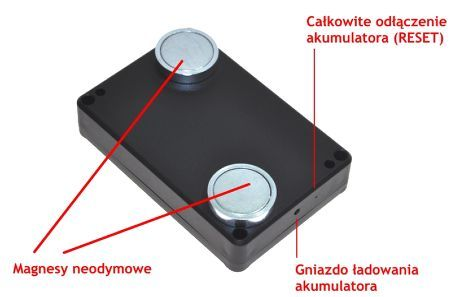 Całkowite odłączenie
akumulatora (RESET)
Magnesy neodymowe
Gniazdo ładowania
akumulatora